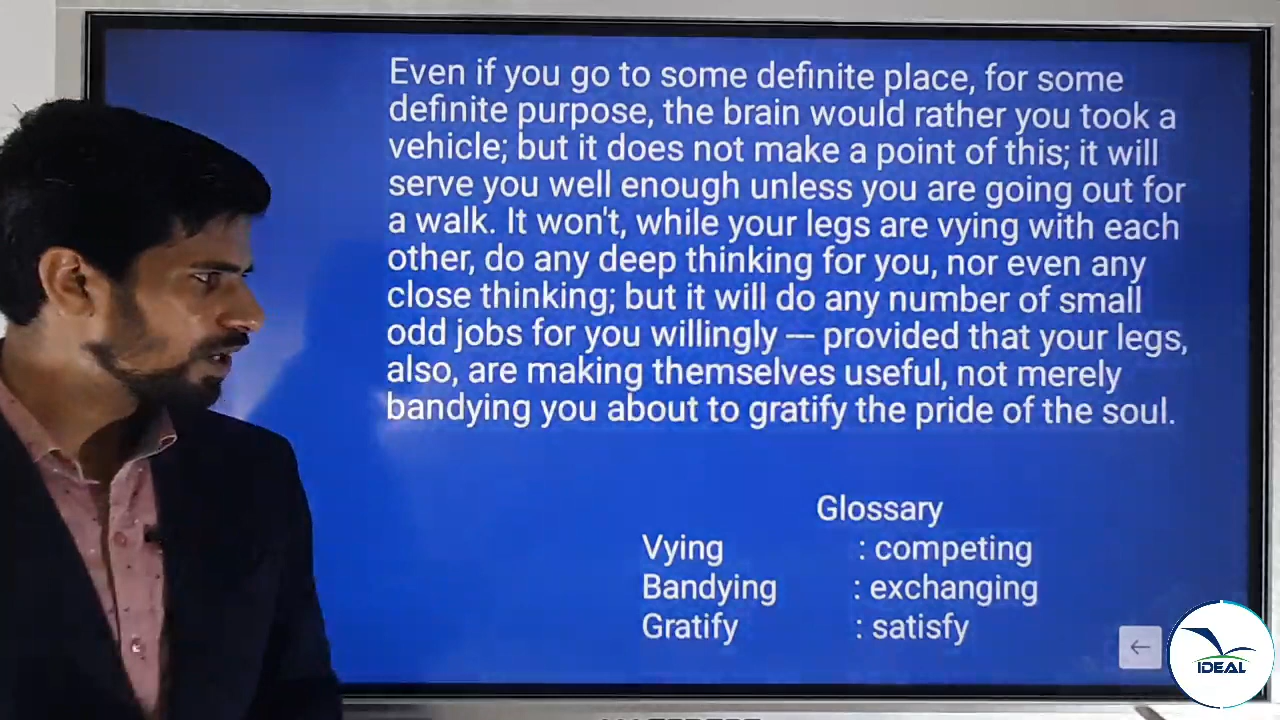 Even if you go to some definite place, for some
definite purpose, the brain would rather you took a
vehicle; but it does not make a point of this; it will
serve you well enough unless you are going out for
a walk. It won't, while your legs are vying with each
other, do any deep thinking for you, nor even any
close thinking; but it will do any number of small
odd jobs for you willingly — provided that your legs,
also, are making themselves useful, not merely
bandying you about to gratify the pride of the soul.
Glossary
Vying : competing
Bandying : exchanging
Gratify : satisfy
IDEAL